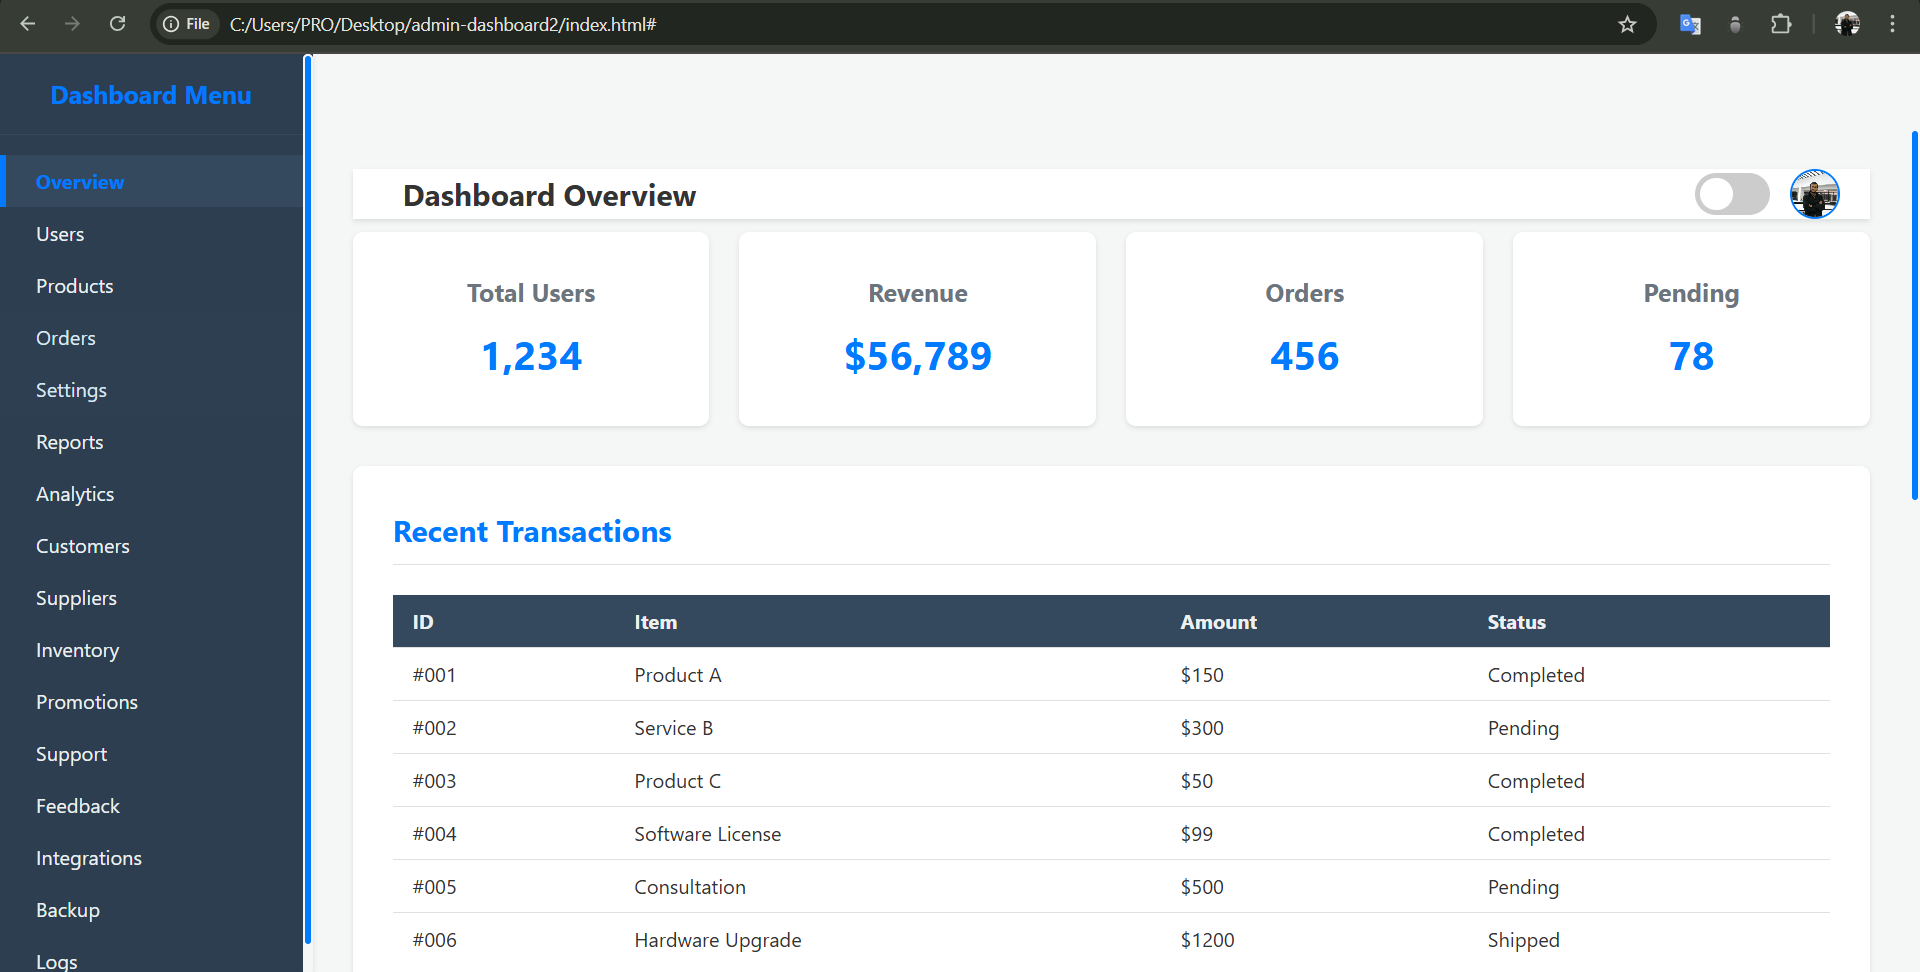 File C:/Users/PRO/Desktop/admin-dashboard2/index.html#
Dashboard Menu
Overview
Users
Products
Orders
Settings
Reports
Analytics
Customers
Suppliers
Inventory
Promotions
Support
Feedback
Integrations
Backup
Logs
Dashboard Overview
Total Users
1,234
Revenue
$56,789
Orders
456
Pending
78
Recent Transactions
ID Item Amount Status
#001 Product A $150 Completed
#002 Service B $300 Pending
#003 Product C $50 Completed
#004 Software License $99 Completed
#005 Consultation $500 Pending
#006 Hardware Upgrade $1200 Shipped